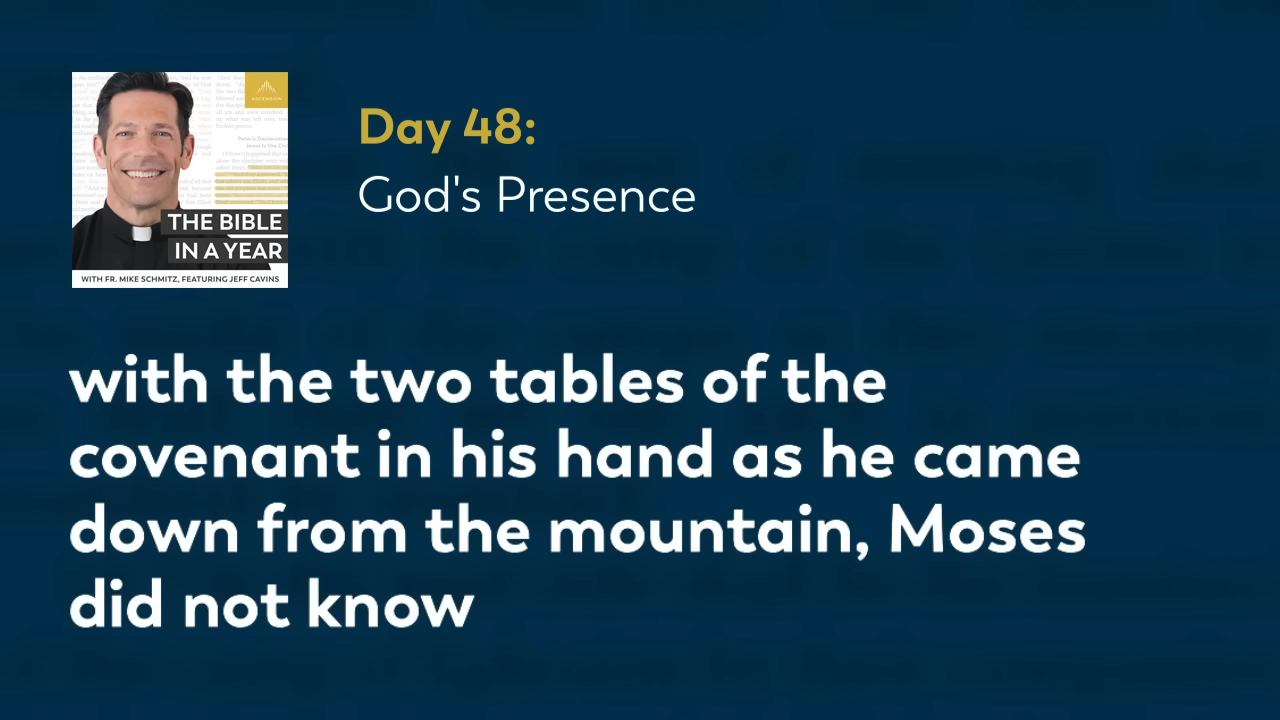 Day 48:
God's Presence
ASCENSION
THE BIBLE
IN A YEAR
WITH FR. MIKE SCHMITZ, FEATURING JEFF CAVINS
with the two tables of the
covenant in his hand as he came
down from the mountain, Moses
did not know